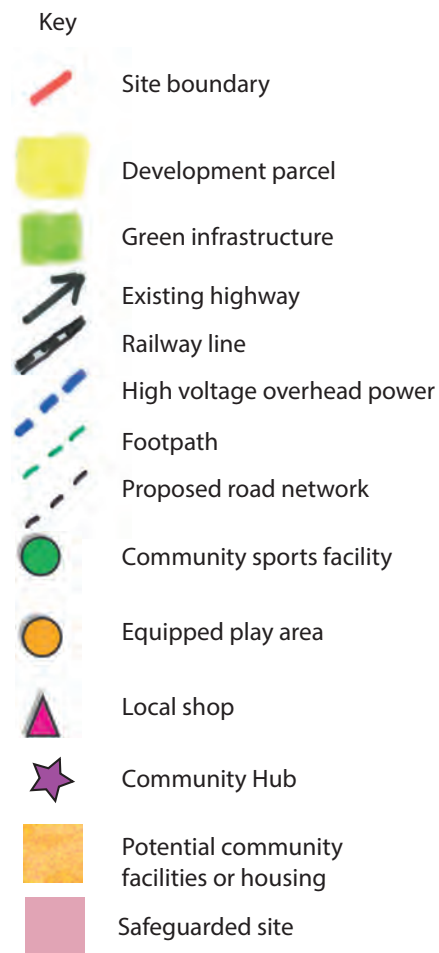 Key
Site boundary
Development parcel
Green infrastructure
Existing highway
Railway line
High voltage overhead power
Footpath
Proposed road network
Community sports facility
Equipped play area
Local shop
Community Hub
Potential community
facilities or housing
Safeguarded site